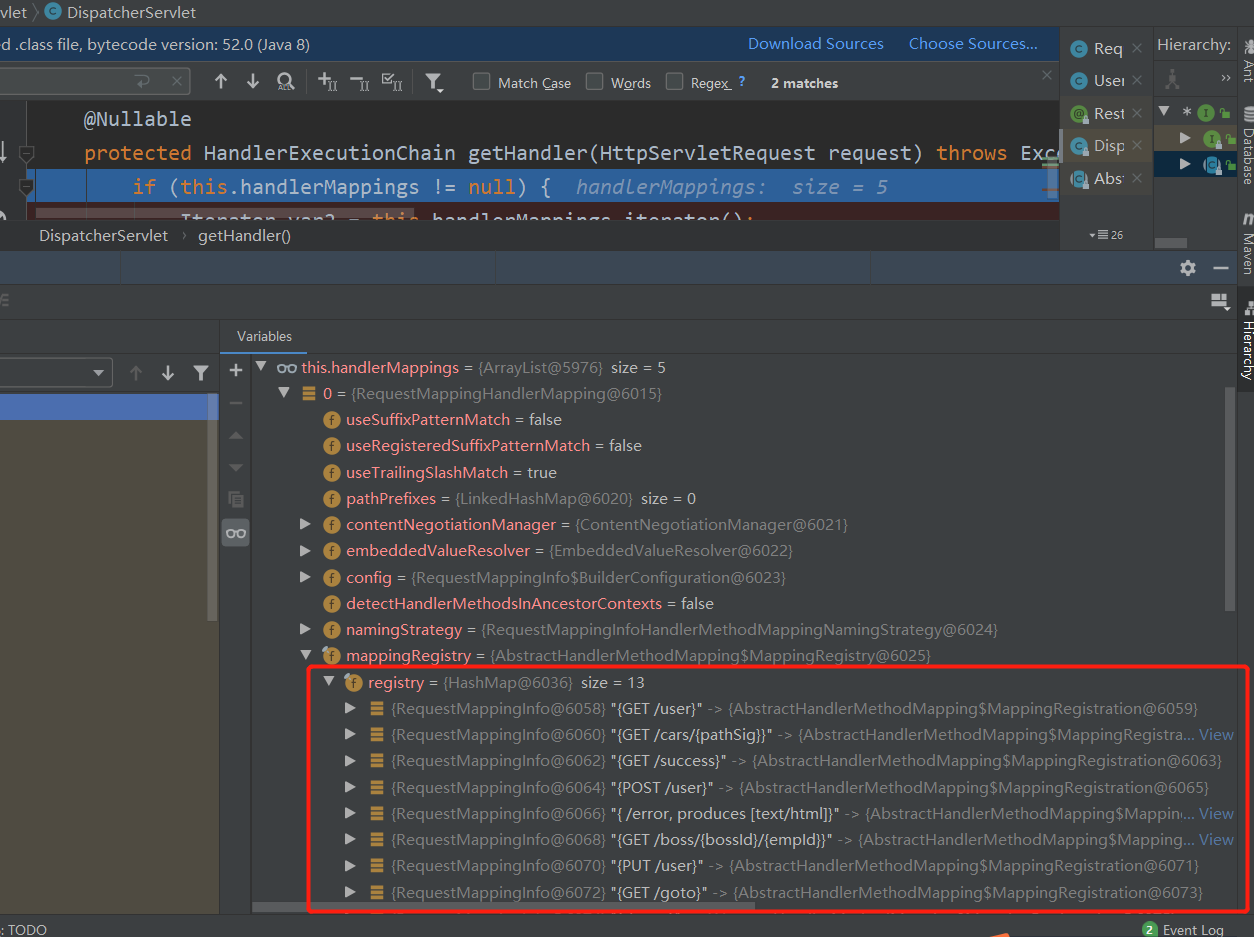 vlet DispatcherServlet
ed .class file, bytecode version: 52.0 (Java 8) Download Sources Choose Sources...
Match Case Words Regex ? 2 matches
@Nullable
protected HandlerExecutionChain getHandler(HttpServletRequest request) throws Exce
if (this.handlerMappings != null) { handlerMappings: size = 5
Iterator var2 = this.handlerMappings.iterator();
DispatcherServlet getHandler()
Req
User
Rest
Disp
Abst
26
Hierarchy:
Ant
Database
Maven
Hierarchy
Variables
this.handlerMappings = {ArrayList@5976} size = 5
0 = {RequestMappingHandlerMapping@6015}
useSuffixPatternMatch = false
useRegisteredSuffixPatternMatch = false
useTrailingSlashMatch = true
pathPrefixes = {LinkedHashMap@6020} size = 0
contentNegotiationManager = {ContentNegotiationManager@6021}
embeddedValueResolver = {EmbeddedValueResolver@6022}
config = {RequestMappingInfo$BuilderConfiguration@6023}
detectHandlerMethodsInAncestorContexts = false
namingStrategy = {RequestMappingInfoHandlerMethodMappingNamingStrategy@6024}
mappingRegistry = {AbstractHandlerMethodMapping$MappingRegistry@6025}
registry = {HashMap@6036} size = 13
{RequestMappingInfo@6058} "{GET /user}" -> {AbstractHandlerMethodMapping$MappingRegistration@6059}
{RequestMappingInfo@6060} "{GET /cars/{pathSig}}" -> {AbstractHandlerMethodMapping$MappingRegistra... View
{RequestMappingInfo@6062} "{GET /success}" -> {AbstractHandlerMethodMapping$MappingRegistration@6063}
{RequestMappingInfo@6064} "{POST /user}" -> {AbstractHandlerMethodMapping$MappingRegistration@6065}
{RequestMappingInfo@6066} "{ /error, produces [text/html]}" -> {AbstractHandlerMethodMapping$Mappin... View
{RequestMappingInfo@6068} "{GET /boss/{bossId}/{empId}}" -> {AbstractHandlerMethodMapping$Mapping... View
{RequestMappingInfo@6070} "{PUT /user}" -> {AbstractHandlerMethodMapping$MappingRegistration@6071}
{RequestMappingInfo@6072} "{GET /goto}" -> {AbstractHandlerMethodMapping$MappingRegistration@6073}
: TODO
2 Event Log